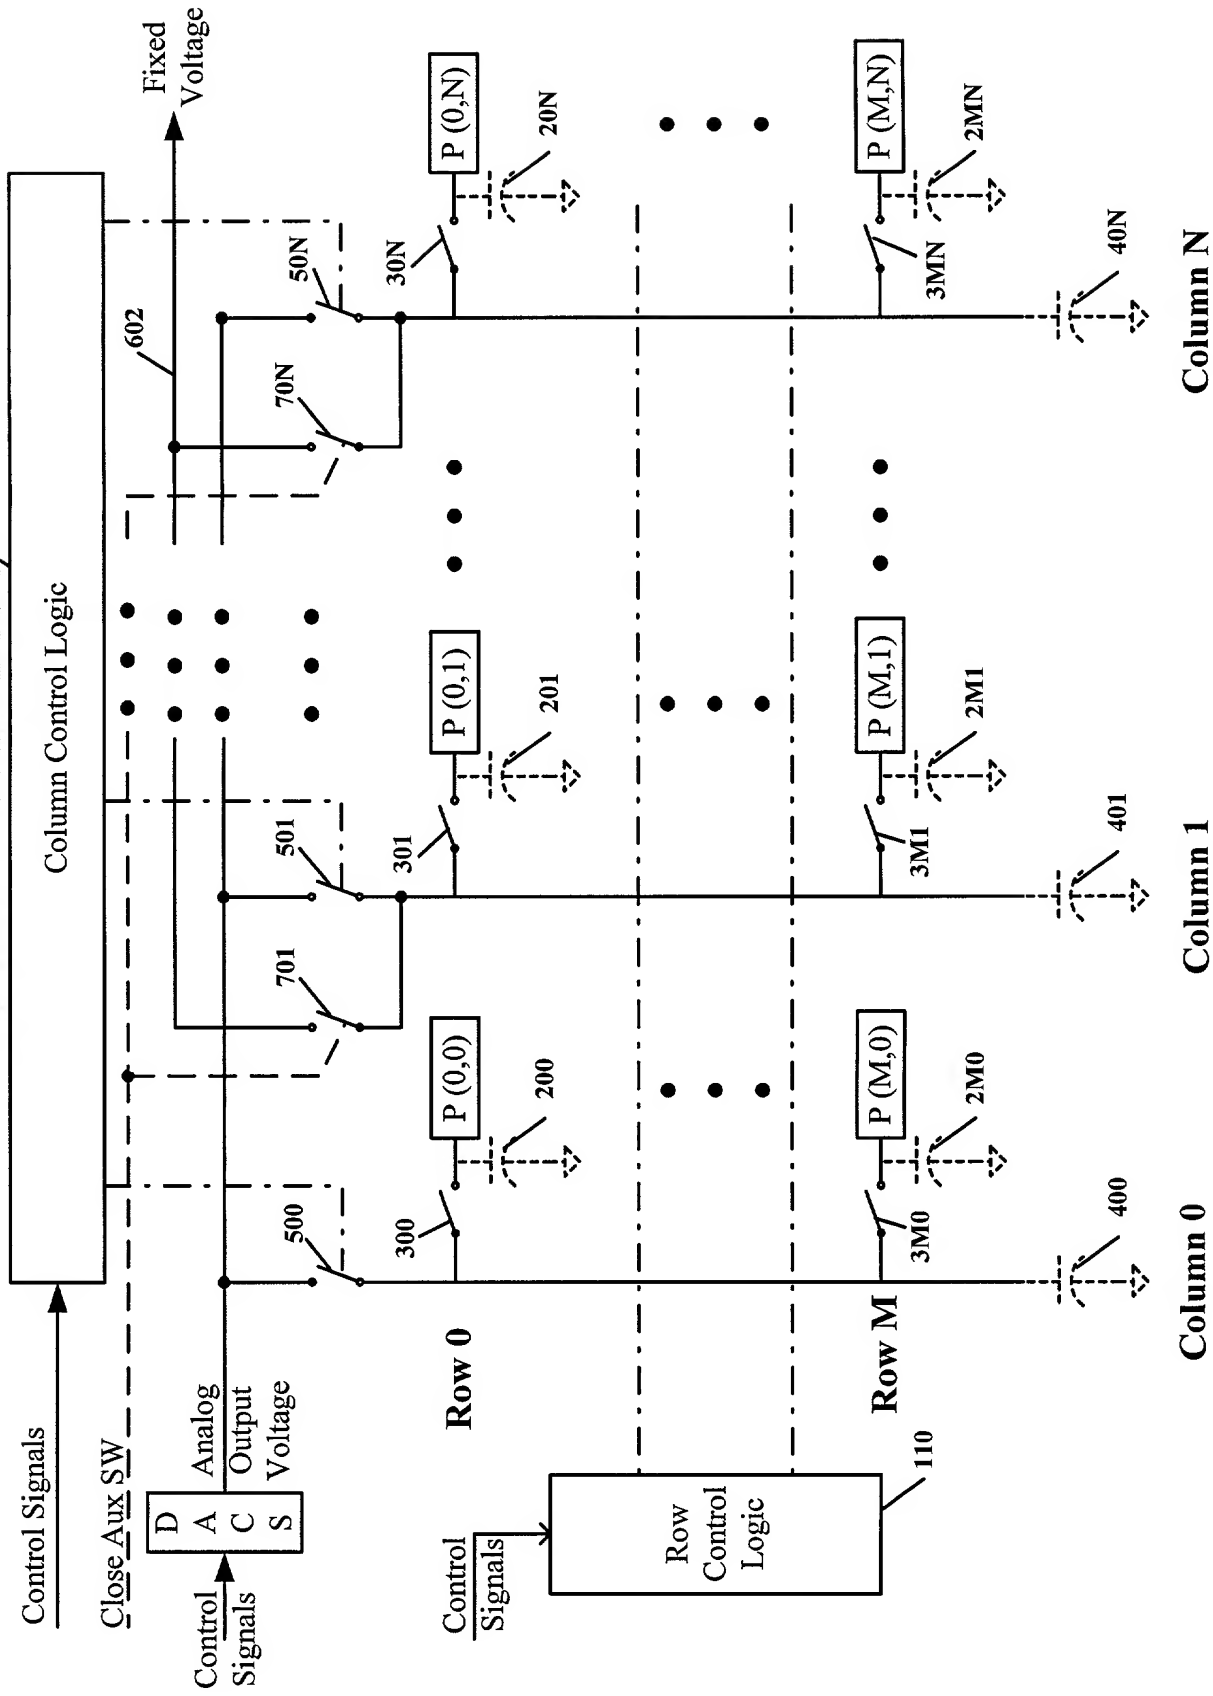 Control Signals
Column Control Logic
Close Aux SW
Fixed
Voltage
602
D
A
C
S
Analog
Output
Voltage
Control
Signals
500
701
501
70N
50N
Row 0
300
P (0,0)
200
301
P (0,1)
201
30N
P (0,N)
20N
Control
Signals
Row
Control
Logic
110
Row M
3M0
P (M,0)
2M0
3M1
P (M,1)
2M1
3MN
P (M,N)
2MN
400
401
40N
Column 0
Column 1
Column N